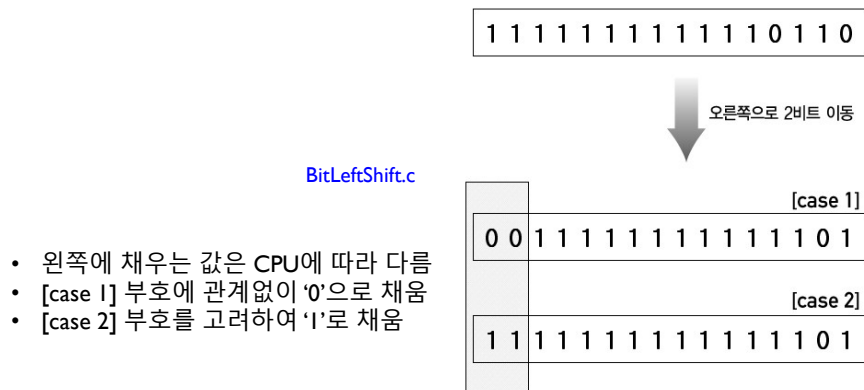 1 1 1 1 1 1 1 1 1 1 1 1 0 1 1 0
오른쪽으로 2비트 이동
BitLeftShift.c
[case 1]
0 0 1 1 1 1 1 1 1 1 1 1 1 1 0 1
• 왼쪽에 채우는 값은 CPU에 따라 다름
• [case 1] 부호에 관계없이 ‘0’으로 채움
• [case 2] 부호를 고려하여 ‘1’로 채움
[case 2]
1 1 1 1 1 1 1 1 1 1 1 1 1 1 0 1